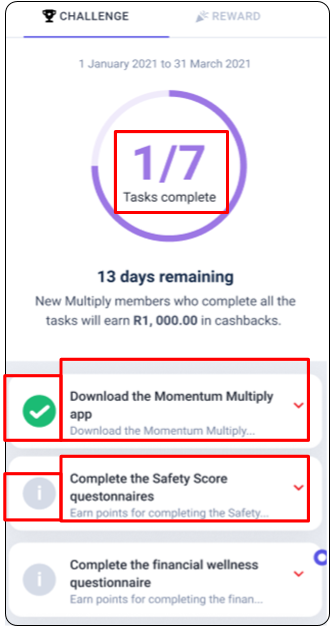 CHALLENGE
REWARD
1 January 2021 to 31 March 2021
1/7
Tasks complete
13 days remaining
New Multiply members who complete all the
tasks will earn R1, 000.00 in cashbacks.
Download the Momentum Multiply
app
Download the Momentum Multiply...
Complete the Safety Score
questonnaires
Earn points for completing the Safety...
Complete the financial wellness
questionnaire
Earn points for completing the finan...